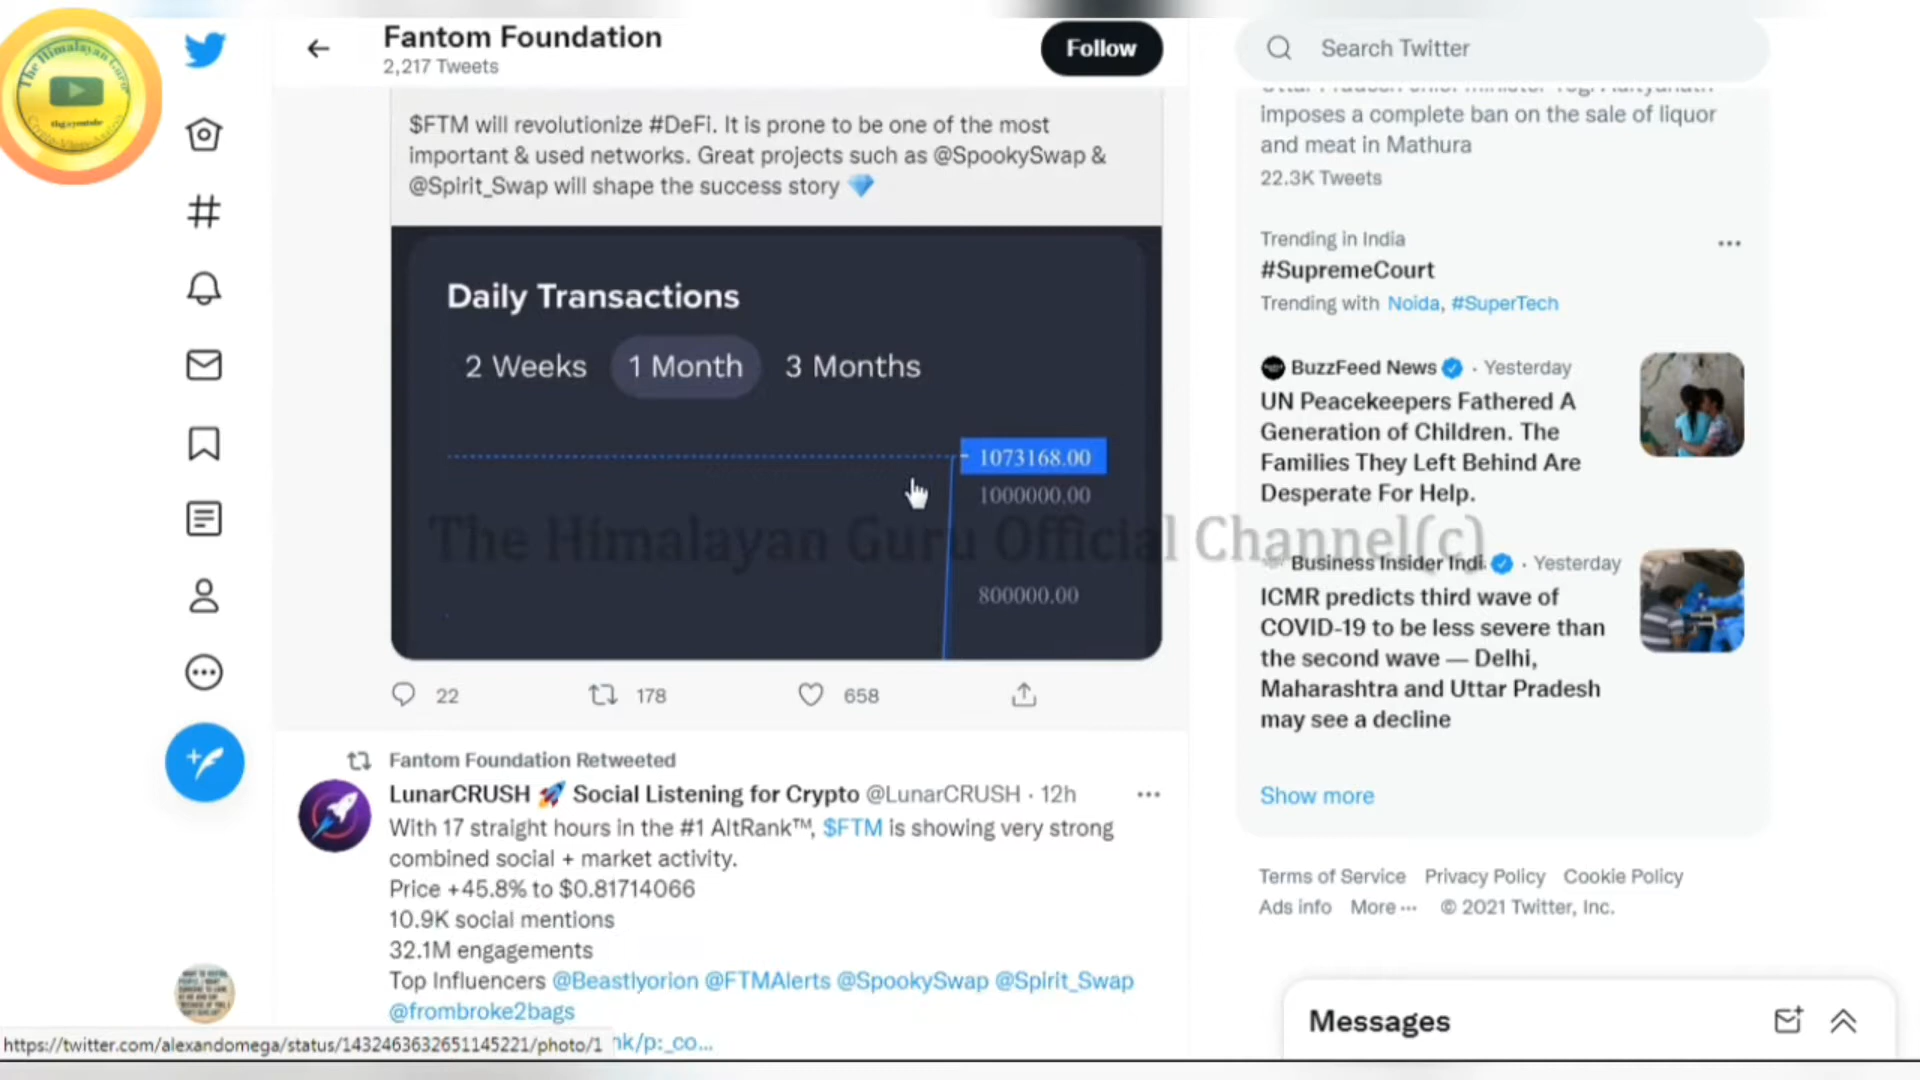 The Himalayan Guru
Fantom Foundation
2,217 Tweets
Follow
Search Twitter
$FTM will revolutionize #DeFi. It is prone to be one of the most
important & used networks. Great projects such as @SpookySwap &
@Spirit_Swap will shape the success story
Daily Transactions
2 Weeks
1 Month
3 Months
1073168.00
1000000.00
800000.00
The Himalayan Guru Official Channel(c)
22
178
658
Fantom Foundation Retweeted
LunarCRUSH 🚀 Social Listening for Crypto @LunarCRUSH · 12h
With 17 straight hours in the #1 AltRank™, $FTM is showing very strong
combined social + market activity.
Price +45.8% to $0.81714066
10.9K social mentions
32.1M engagements
Top Influencers @Beastlyorion @FTMAlerts @SpookySwap @Spirit_Swap
@frombroke2bags
nk/p:_co...
https://twitter.com/alexandomega/status/1432463632651145221/photo/1
imposes a complete ban on the sale of liquor
and meat in Mathura
22.3K Tweets
Trending in India
#SupremeCourt
Trending with Noida, #SuperTech
BuzzFeed News · Yesterday
UN Peacekeepers Fathered A
Generation of Children. The
Families They Left Behind Are
Desperate For Help.
Business Insider Indi · Yesterday
ICMR predicts third wave of
COVID-19 to be less severe than
the second wave — Delhi,
Maharashtra and Uttar Pradesh
may see a decline
Show more
Terms of Service Privacy Policy Cookie Policy
Ads info More ··· © 2021 Twitter, Inc.
Messages